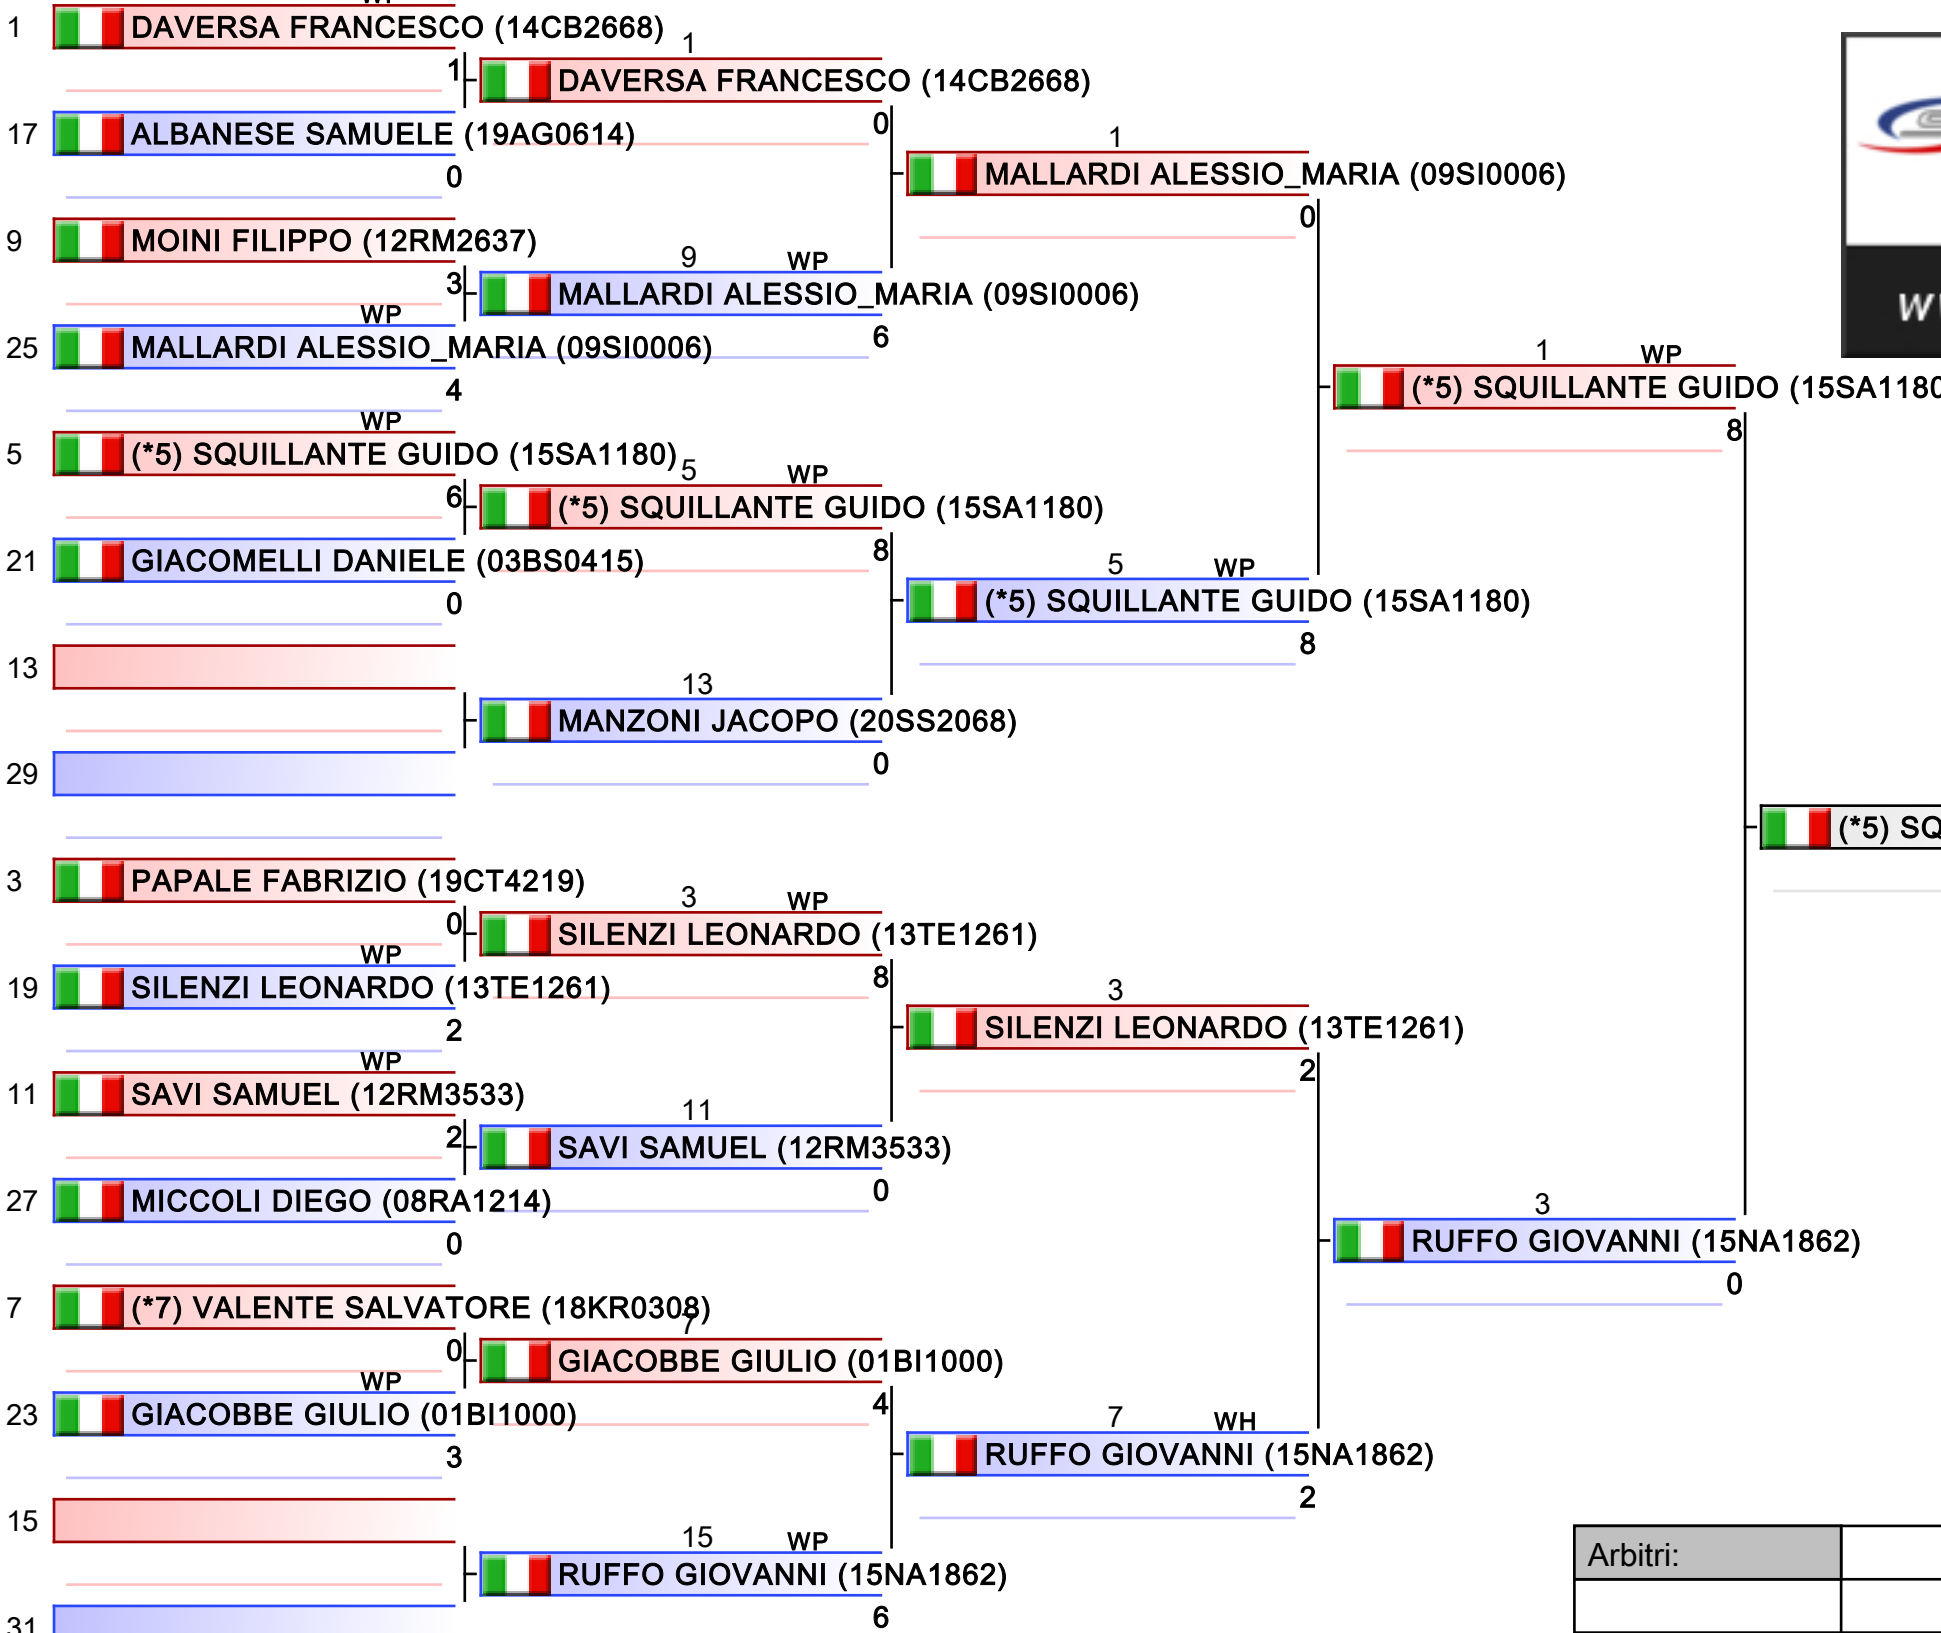 WP
1 DAVERSA FRANCESCO (14CB2668)
1
17 ALBANESE SAMUELE (19AG0614)
0
9 MOINI FILIPPO (12RM2637)
3
WP
25 MALLARDI ALESSIO_MARIA (09SI0006)
4
WP
5 (*5) SQUILLANTE GUIDO (15SA1180)
6
21 GIACOMELLI DANIELE (03BS0415)
0
13
29
3 PAPALE FABRIZIO (19CT4219)
0
WP
19 SILENZI LEONARDO (13TE1261)
2
WP
11 SAVI SAMUEL (12RM3533)
2
27 MICCOLI DIEGO (08RA1214)
0
7 (*7) VALENTE SALVATORE (18KR0308)
0
WP
23 GIACOBBE GIULIO (01BI1000)
3
15
31
1
DAVERSA FRANCESCO (14CB2668)
0
9 WP
MALLARDI ALESSIO_MARIA (09SI0006)
6
5 WP
(*5) SQUILLANTE GUIDO (15SA1180)
8
13
MANZONI JACOPO (20SS2068)
0
3 WP
SILENZI LEONARDO (13TE1261)
8
11
SAVI SAMUEL (12RM3533)
0
7
GIACOBBE GIULIO (01BI1000)
4
15 WP
RUFFO GIOVANNI (15NA1862)
6
1
MALLARDI ALESSIO_MARIA (09SI0006)
0
5 WP
(*5) SQUILLANTE GUIDO (15SA1180)
8
3
SILENZI LEONARDO (13TE1261)
2
7 WH
RUFFO GIOVANNI (15NA1862)
2
1 WP
(*5) SQUILLANTE GUIDO (15SA1180
8
3
RUFFO GIOVANNI (15NA1862)
0
(*5) SQ
Arbitri: